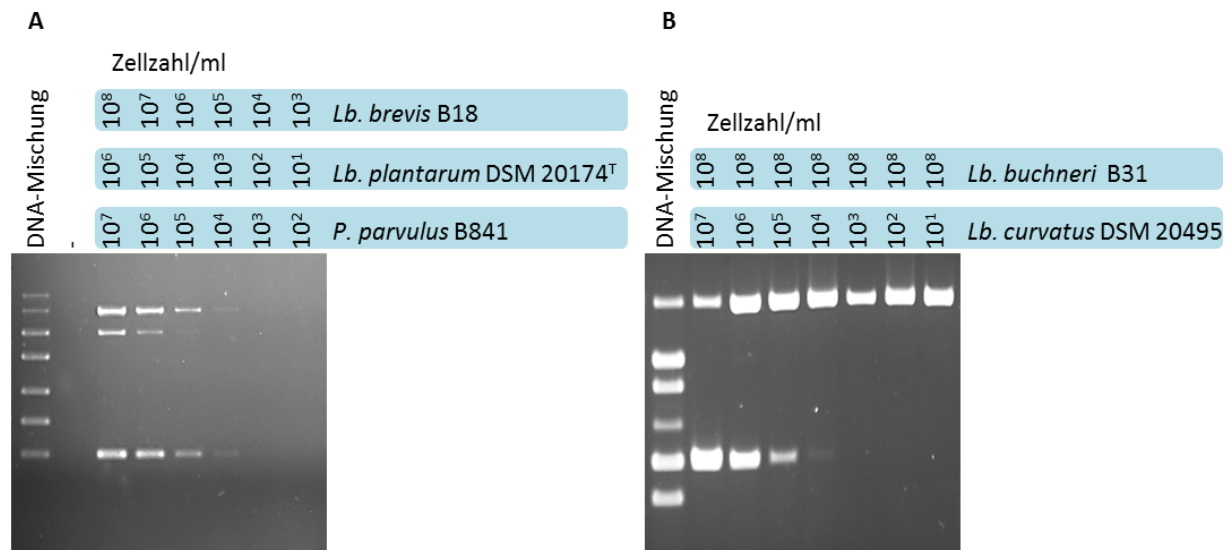 A
DNA-Mischung
-
Zellzahl/ml
10⁸ 10⁷ 10⁶ 10⁵ 10⁴ 10³ Lb. brevis B18
10⁶ 10⁵ 10⁴ 10³ 10² 10¹ Lb. plantarum DSM 20174ᵀ
10⁷ 10⁶ 10⁵ 10⁴ 10³ 10² P. parvulus B841
B
DNA-Mischung
Zellzahl/ml
10⁸ 10⁸ 10⁸ 10⁸ 10⁸ 10⁸ 10⁸ Lb. buchneri B31
10⁷ 10⁶ 10⁵ 10⁴ 10³ 10² 10¹ Lb. curvatus DSM 20495